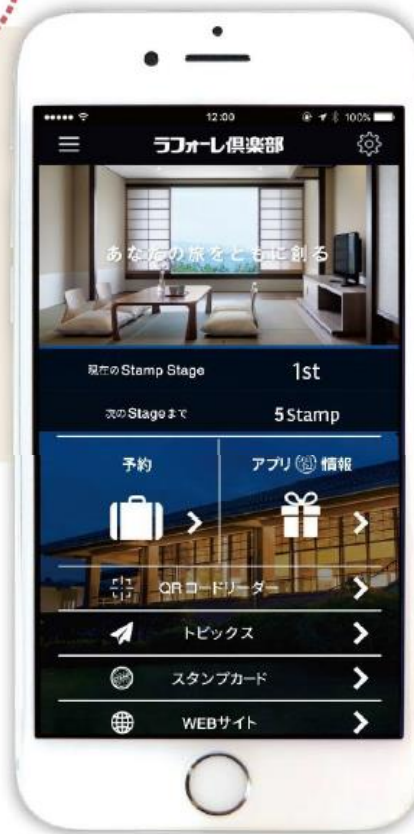 12:00
100%
ラフォーレ倶楽部
あなたの旅をともに創る
現在のStamp Stage
1st
次のStageまで
5Stamp
予約
アプリ 得 情報
QRコードリーダー
トピックス
スタンプカード
WEBサイト